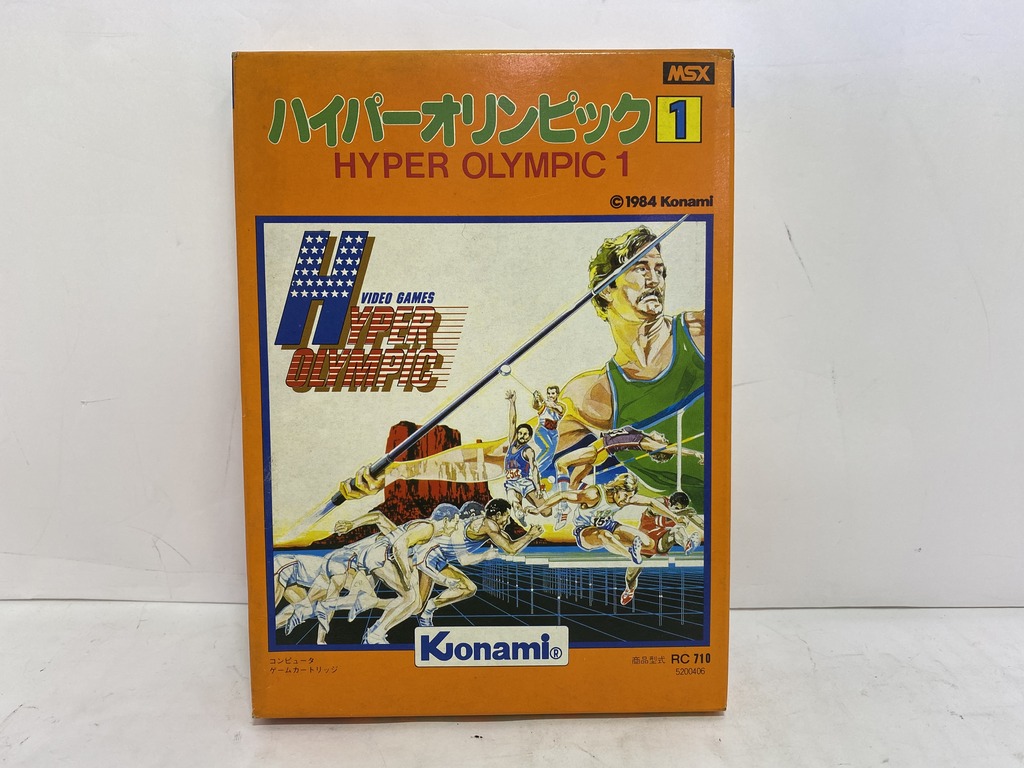 MSX
ハイパーオリンピック 1
HYPER OLYMPIC 1
©1984 Konami
VIDEO GAMES
HYPER
OLYMPIC
Konami®
コンピュータ
ゲームカートリッジ
商品型式 RC 710
5200406